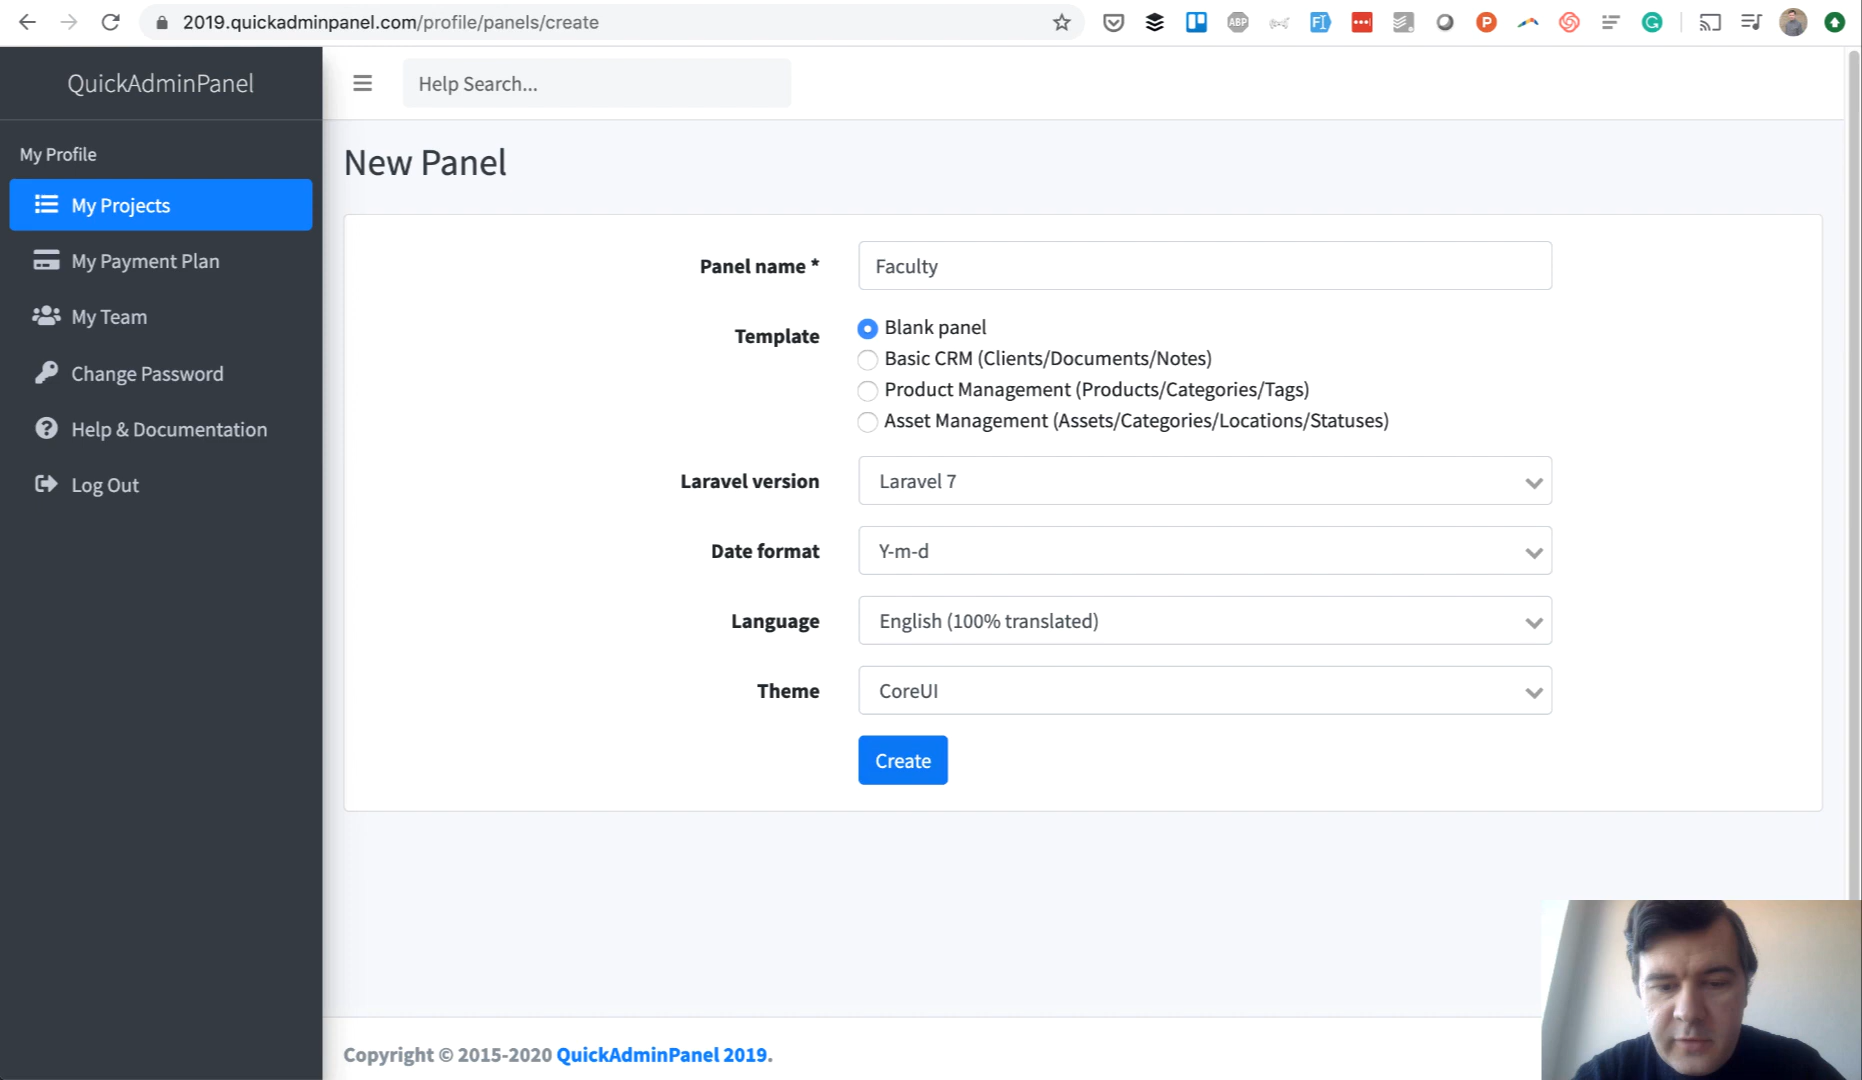 2019.quickadminpanel.com/profile/panels/create
ABP
P
QuickAdminPanel
Help Search...
My Profile
My Projects
My Payment Plan
My Team
Change Password
Help & Documentation
Log Out
New Panel
Panel name * Faculty
Template
Blank panel
Basic CRM (Clients/Documents/Notes)
Product Management (Products/Categories/Tags)
Asset Management (Assets/Categories/Locations/Statuses)
Laravel version Laravel 7
Date format Y-m-d
Language English (100% translated)
Theme CoreUI
Create
Copyright © 2015-2020 QuickAdminPanel 2019.